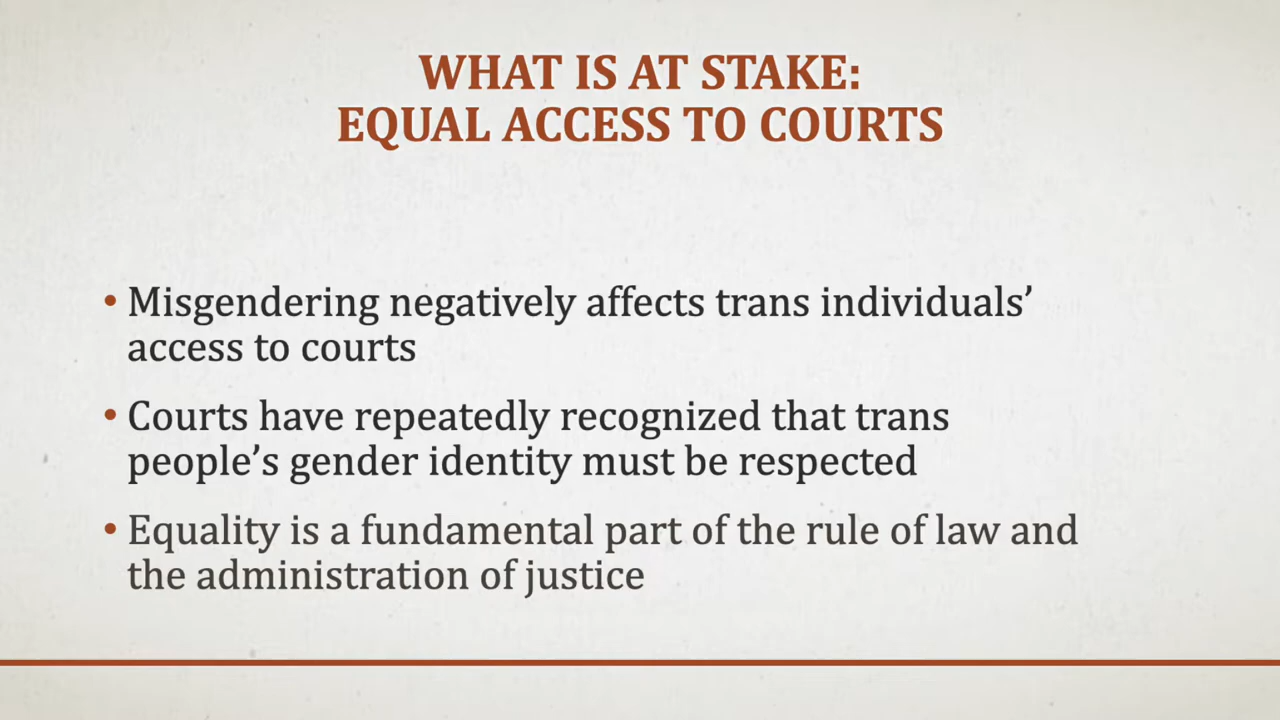 WHAT IS AT STAKE:
EQUAL ACCESS TO COURTS
• Misgendering negatively affects trans individuals’
access to courts
• Courts have repeatedly recognized that trans
people’s gender identity must be respected
• Equality is a fundamental part of the rule of law and
the administration of justice